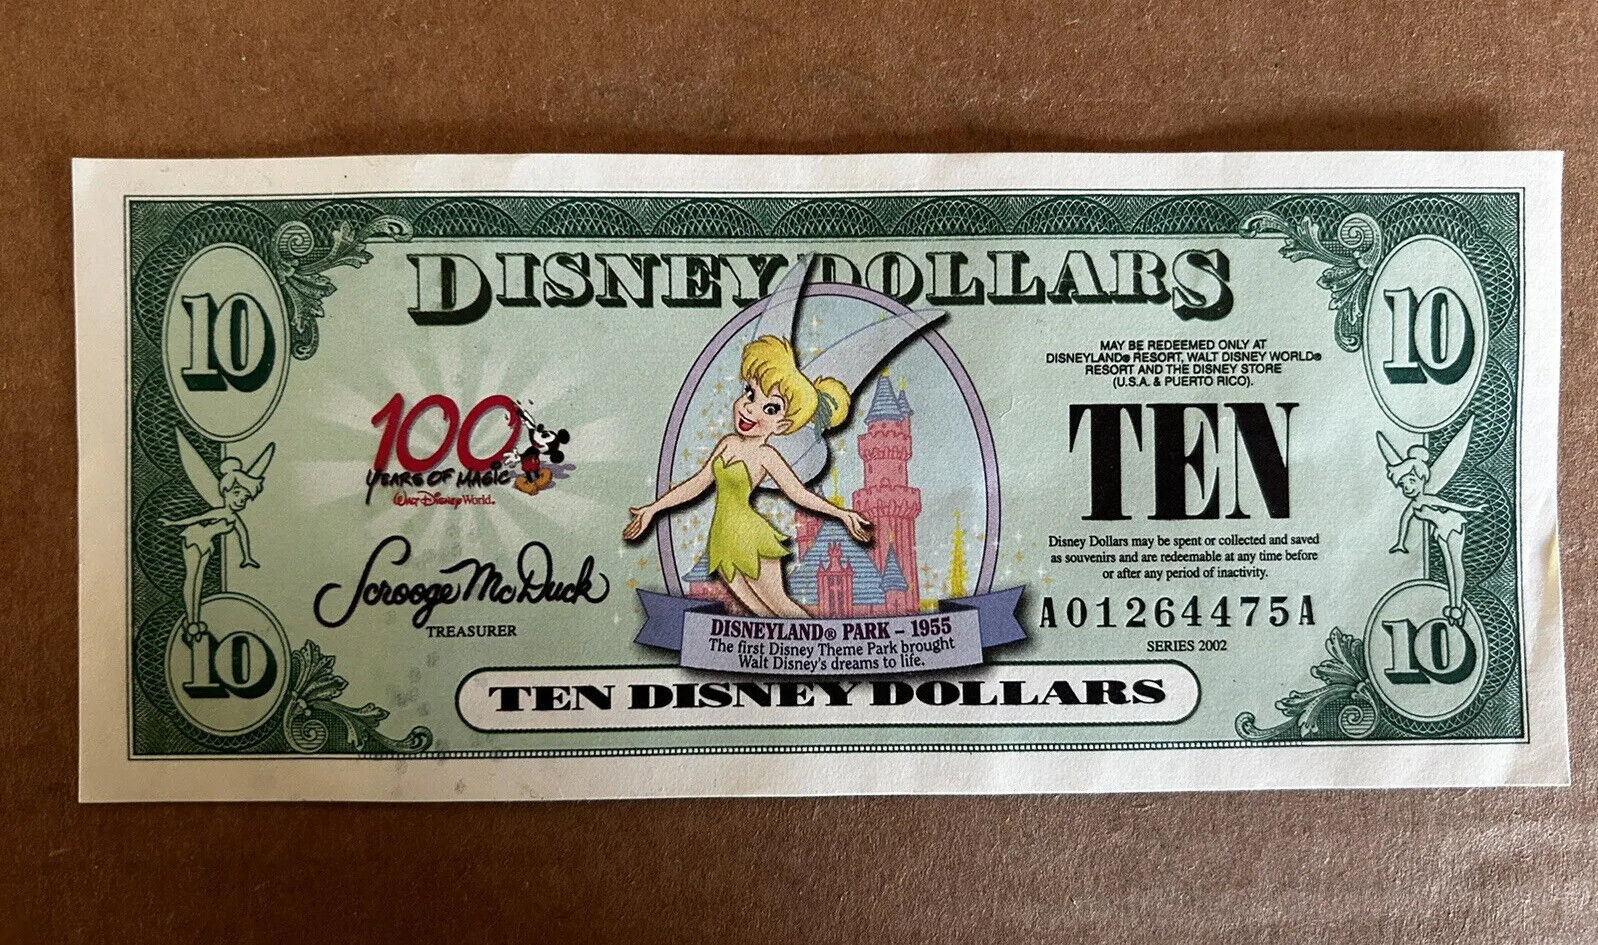 DISNEY DOLLARS
10
10
MAY BE REDEEMED ONLY AT
DISNEYLAND® RESORT, WALT DISNEY WORLD®
RESORT AND THE DISNEY STORE
(U.S.A. & PUERTO RICO).
100
YEARS OF MAGIC
Walt Disney World.
TEN
Disney Dollars may be spent or collected and saved
as souvenirs and are redeemable at any time before
or after any period of inactivity.
Scrooge McDuck
TREASURER
A01264475A
SERIES 2002
DISNEYLAND® PARK – 1955
The first Disney Theme Park brought
Walt Disney's dreams to life.
10
10
TEN DISNEY DOLLARS